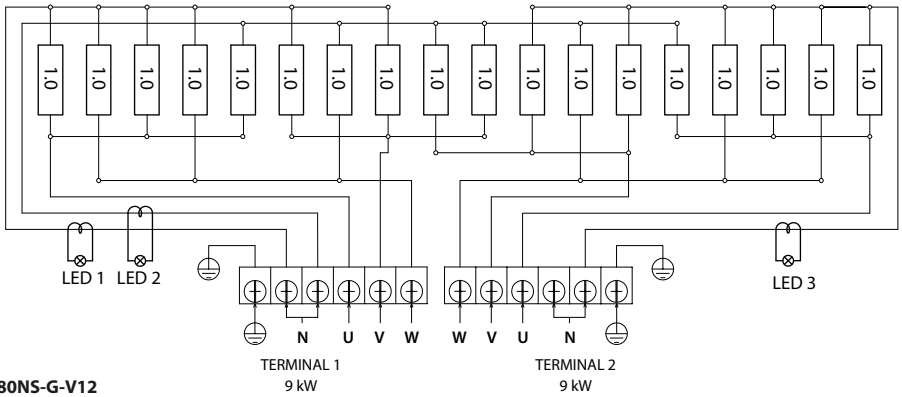 1.0 1.0 1.0 1.0 1.0 1.0 1.0 1.0 1.0 1.0 1.0 1.0 1.0 1.0 1.0 1.0 1.0 1.0
LED 1 LED 2 LED 3
N U V W W V U N
TERMINAL 1 TERMINAL 2
9 kW 9 kW
80NS-G-V12